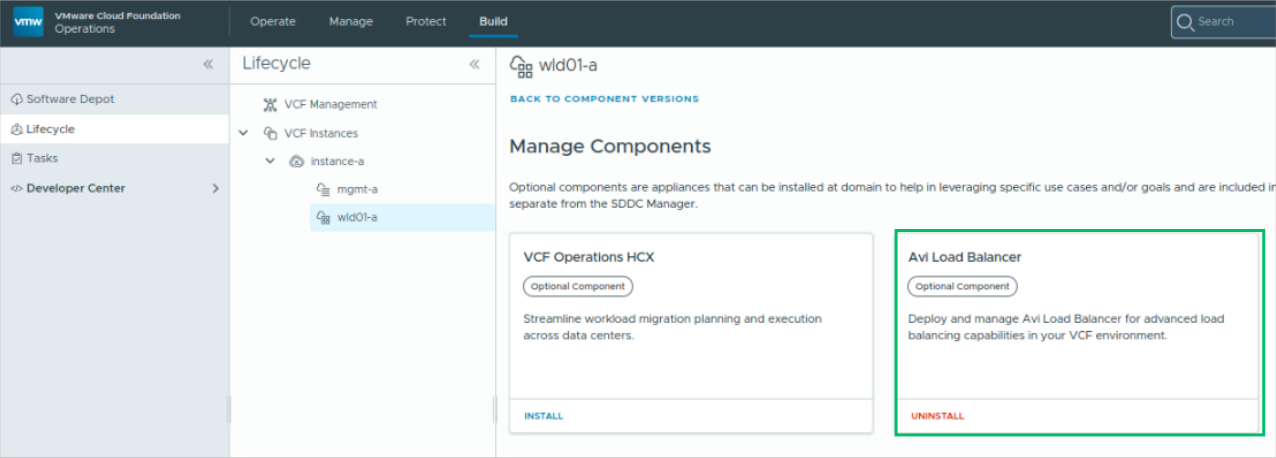 vmw
VMware Cloud Foundation
Operations
Operate Manage Protect Build
Search
Software Depot
Lifecycle
Tasks
Developer Center
Lifecycle
VCF Management
VCF Instances
instance-a
mgmt-a
wld01-a
wld01-a
BACK TO COMPONENT VERSIONS
Manage Components
Optional components are appliances that can be installed at domain to help in leveraging specific use cases and/or goals and are included in
separate from the SDDC Manager.
VCF Operations HCX
Optional Component
Streamline workload migration planning and execution
across data centers.
INSTALL
Avi Load Balancer
Optional Component
Deploy and manage Avi Load Balancer for advanced load
balancing capabilities in your VCF environment.
UNINSTALL